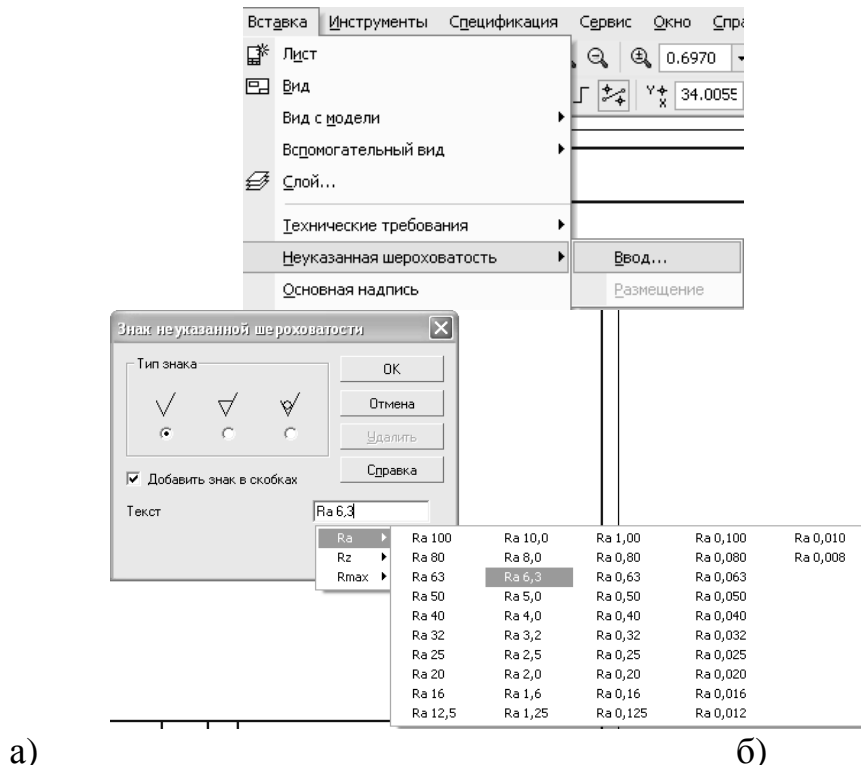 Вставка Инструменты Спецификация Сервис Окно
Лист
0.6970
Вид
Y X 34.0055
Вид с модели
Вспомогательный вид
Слой...
Технические требования
Неуказанная шероховатость Ввод...
Основная надпись Размещение
Знак неуказанной шероховатости
Тип знака
OK
Отмена
Удалить
Добавить знак в скобках Справка
Текст Ra 6,3
Ra Ra 100 Ra 10,0 Ra 1,00 Ra 0,100 Ra 0,010
Rz Ra 80 Ra 8,0 Ra 0,80 Ra 0,080 Ra 0,008
Rmax Ra 63 Ra 6,3 Ra 0,63 Ra 0,063
Ra 50 Ra 5,0 Ra 0,50 Ra 0,050
Ra 40 Ra 4,0 Ra 0,40 Ra 0,040
Ra 32 Ra 3,2 Ra 0,32 Ra 0,032
Ra 25 Ra 2,5 Ra 0,25 Ra 0,025
Ra 20 Ra 2,0 Ra 0,20 Ra 0,020
Ra 16 Ra 1,6 Ra 0,16 Ra 0,016
Ra 12,5 Ra 1,25 Ra 0,125 Ra 0,012
а) б)